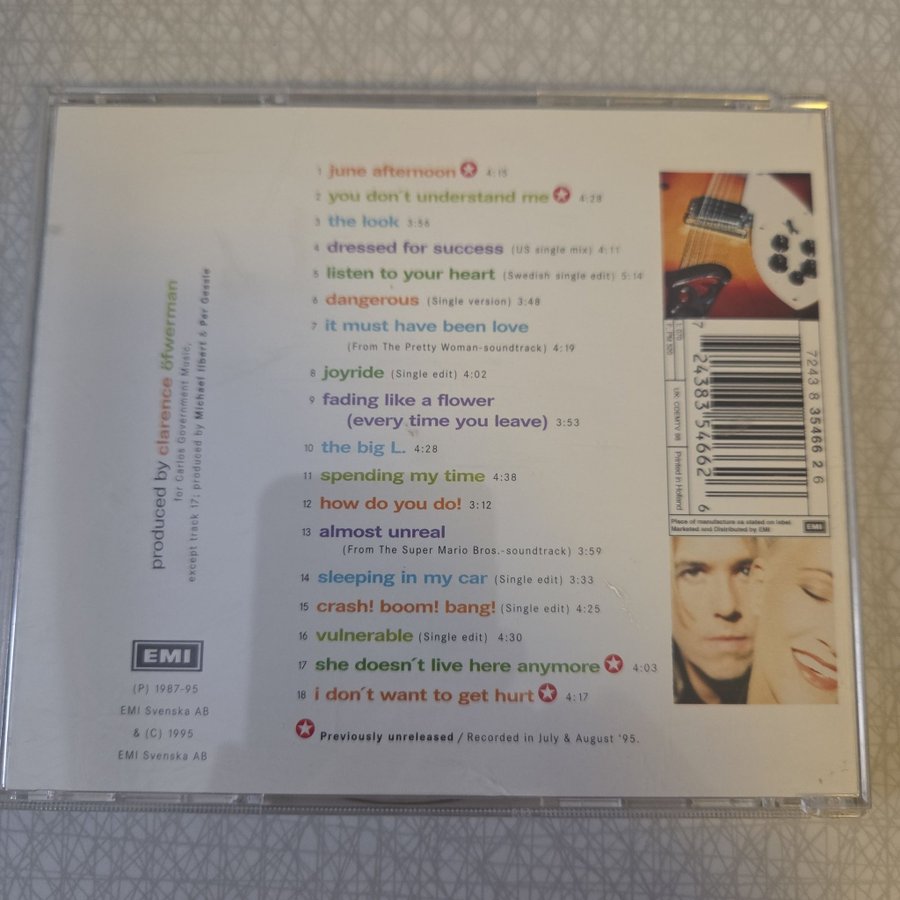 1 june afternoon 4:15
2 you don´t understand me 4:28
3 the look 3:56
4 dressed for success (US single mix) 4:11
5 listen to your heart (Swedish single edit) 5:14
6 dangerous (Single version) 3:48
7 it must have been love
(From The Pretty Woman-soundtrack) 4:19
8 joyride (Single edit) 4:02
9 fading like a flower
(every time you leave) 3:53
10 the big L. 4:28
11 spending my time 4:38
12 how do you do! 3:12
13 almost unreal
(From The Super Mario Bros.-soundtrack) 3:59
14 sleeping in my car (Single edit) 3:33
15 crash! boom! bang! (Single edit) 4:25
16 vulnerable (Single edit) 4:30
17 she doesn´t live here anymore 4:03
18 i don´t want to get hurt 4:17
Previously unreleased / Recorded in July & August '95.
produced by clarence öfwerman
for Carlos Government Music,
except track 17; produced by Michael Ilbert & Per Gessle
EMI
(P) 1987-95
EMI Svenska AB
& (C) 1995
EMI Svenska AB
UK: CDEMTV 98
Printed in Holland
7 24383 54662 6
7243 8 35466 2 6
Place of manufacture as stated on label
Marketed and Distributed by EMI
EMI